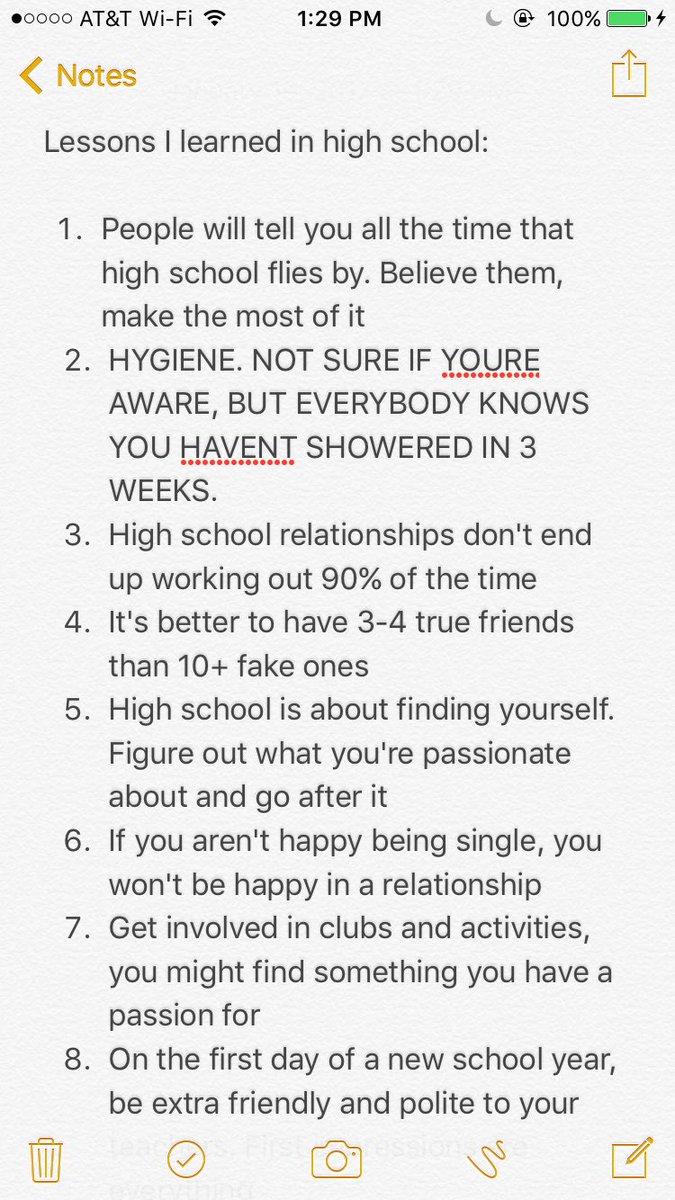 AT&T Wi-Fi 1:29 PM 100%
Notes
Lessons I learned in high school:
1. People will tell you all the time that
high school flies by. Believe them,
make the most of it
2. HYGIENE. NOT SURE IF YOURE
AWARE, BUT EVERYBODY KNOWS
YOU HAVENT SHOWERED IN 3
WEEKS.
3. High school relationships don't end
up working out 90% of the time
4. It's better to have 3-4 true friends
than 10+ fake ones
5. High school is about finding yourself.
Figure out what you're passionate
about and go after it
6. If you aren't happy being single, you
won't be happy in a relationship
7. Get involved in clubs and activities,
you might find something you have a
passion for
8. On the first day of a new school year,
be extra friendly and polite to your
teachers. First
everything